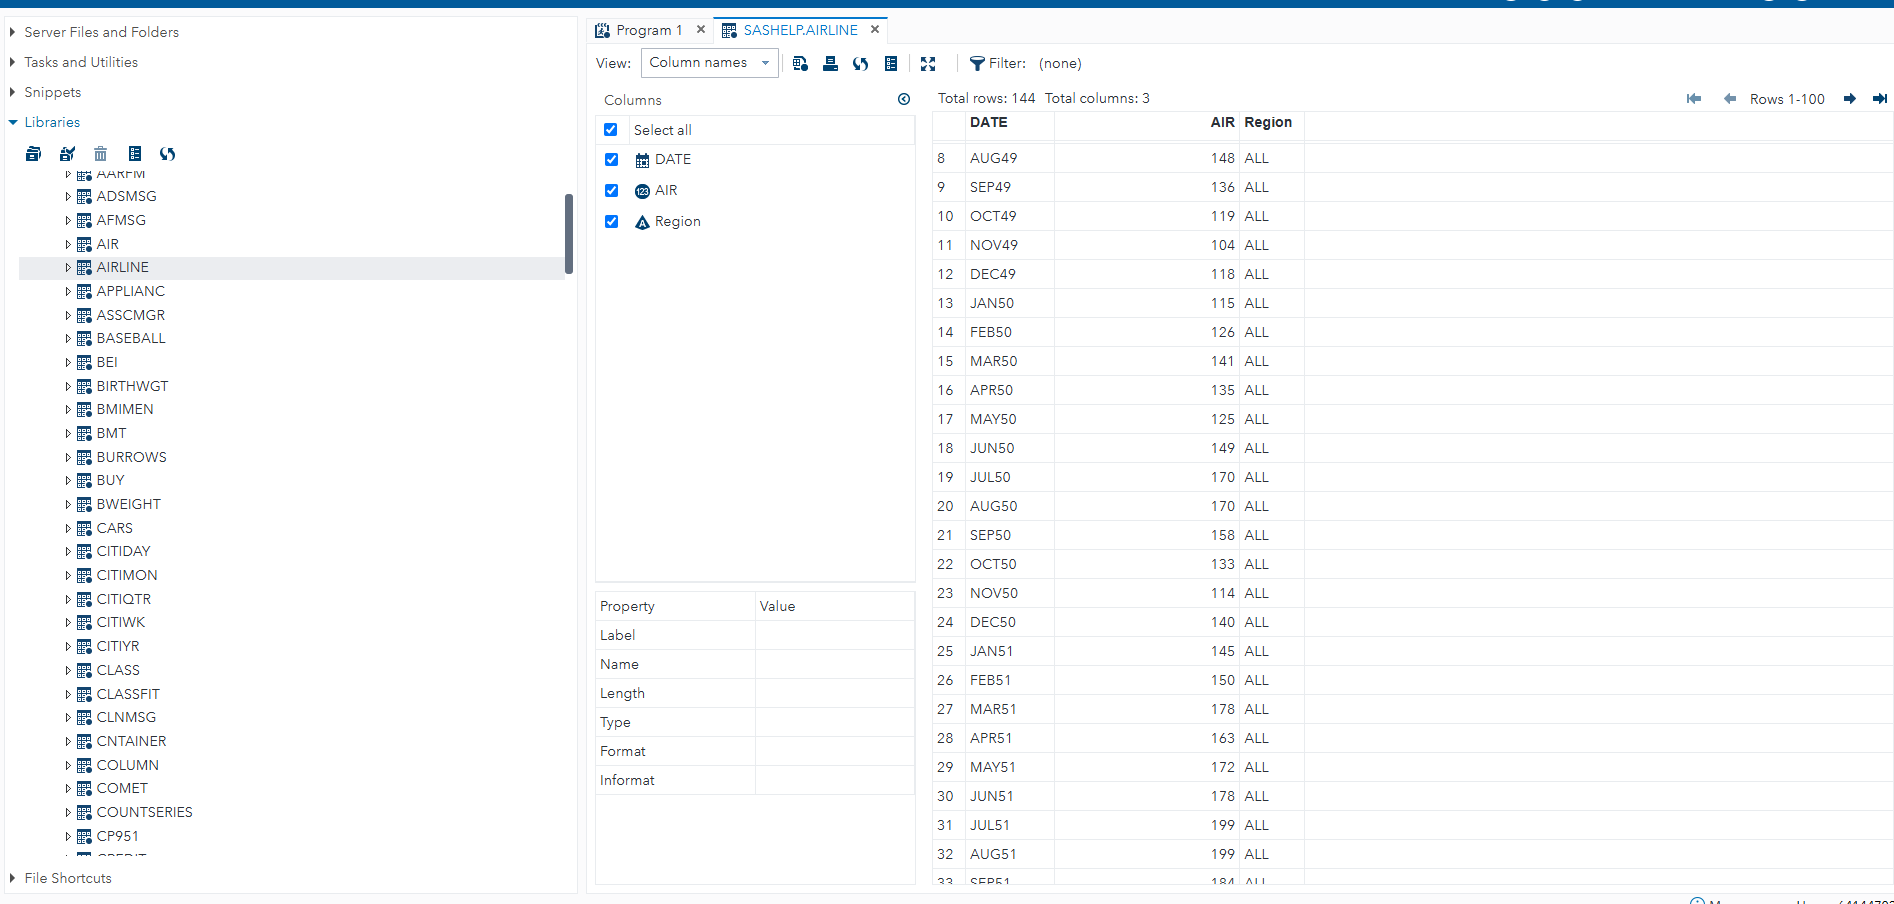 Server Files and Folders
Tasks and Utilities
Snippets
Libraries
AARFM
ADSMSG
AFMSG
AIR
AIRLINE
APPLIANC
ASSCMGR
BASEBALL
BEI
BIRTHWGT
BMIMEN
BMT
BURROWS
BUY
BWEIGHT
CARS
CITIDAY
CITIMON
CITIQTR
CITIWK
CITIYR
CLASS
CLASSFIT
CLNMSG
CNTAINER
COLUMN
COMET
COUNTSERIES
CP951
File Shortcuts
Program 1 SASHELP.AIRLINE
View: Column names Filter: (none)
Columns
Select all
DATE
AIR
Region
Property Value
Label
Name
Length
Type
Format
Informat
Total rows: 144 Total columns: 3 Rows 1-100
DATE AIR Region
8 AUG49 148 ALL
9 SEP49 136 ALL
10 OCT49 119 ALL
11 NOV49 104 ALL
12 DEC49 118 ALL
13 JAN50 115 ALL
14 FEB50 126 ALL
15 MAR50 141 ALL
16 APR50 135 ALL
17 MAY50 125 ALL
18 JUN50 149 ALL
19 JUL50 170 ALL
20 AUG50 170 ALL
21 SEP50 158 ALL
22 OCT50 133 ALL
23 NOV50 114 ALL
24 DEC50 140 ALL
25 JAN51 145 ALL
26 FEB51 150 ALL
27 MAR51 178 ALL
28 APR51 163 ALL
29 MAY51 172 ALL
30 JUN51 178 ALL
31 JUL51 199 ALL
32 AUG51 199 ALL
33 SEP51 184 ALL